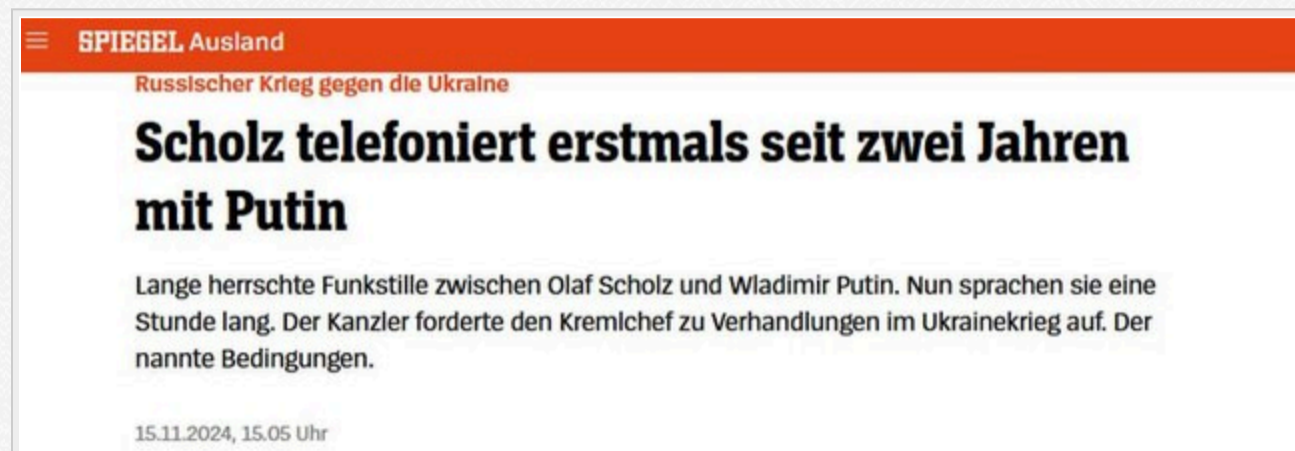 SPIEGEL Ausland
Russischer Krieg gegen die Ukraine
Scholz telefoniert erstmals seit zwei Jahren
mit Putin
Lange herrschte Funkstille zwischen Olaf Scholz und Wladimir Putin. Nun sprachen sie eine
Stunde lang. Der Kanzler forderte den Kremlchef zu Verhandlungen im Ukrainekrieg auf. Der
nannte Bedingungen.
15.11.2024, 15.05 Uhr